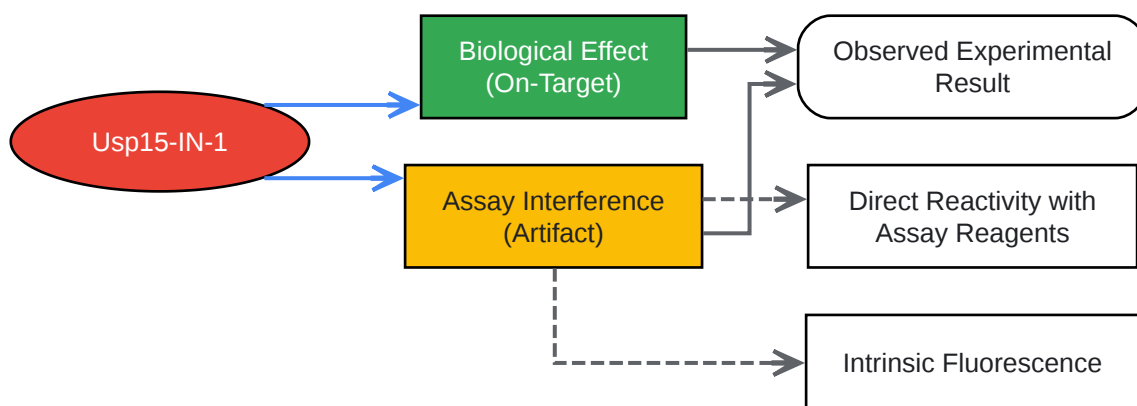 Usp15-IN-1
Biological Effect
(On-Target)
Observed Experimental
Result
Assay Interference
(Artifact)
Direct Reactivity with
Assay Reagents
Intrinsic Fluorescence